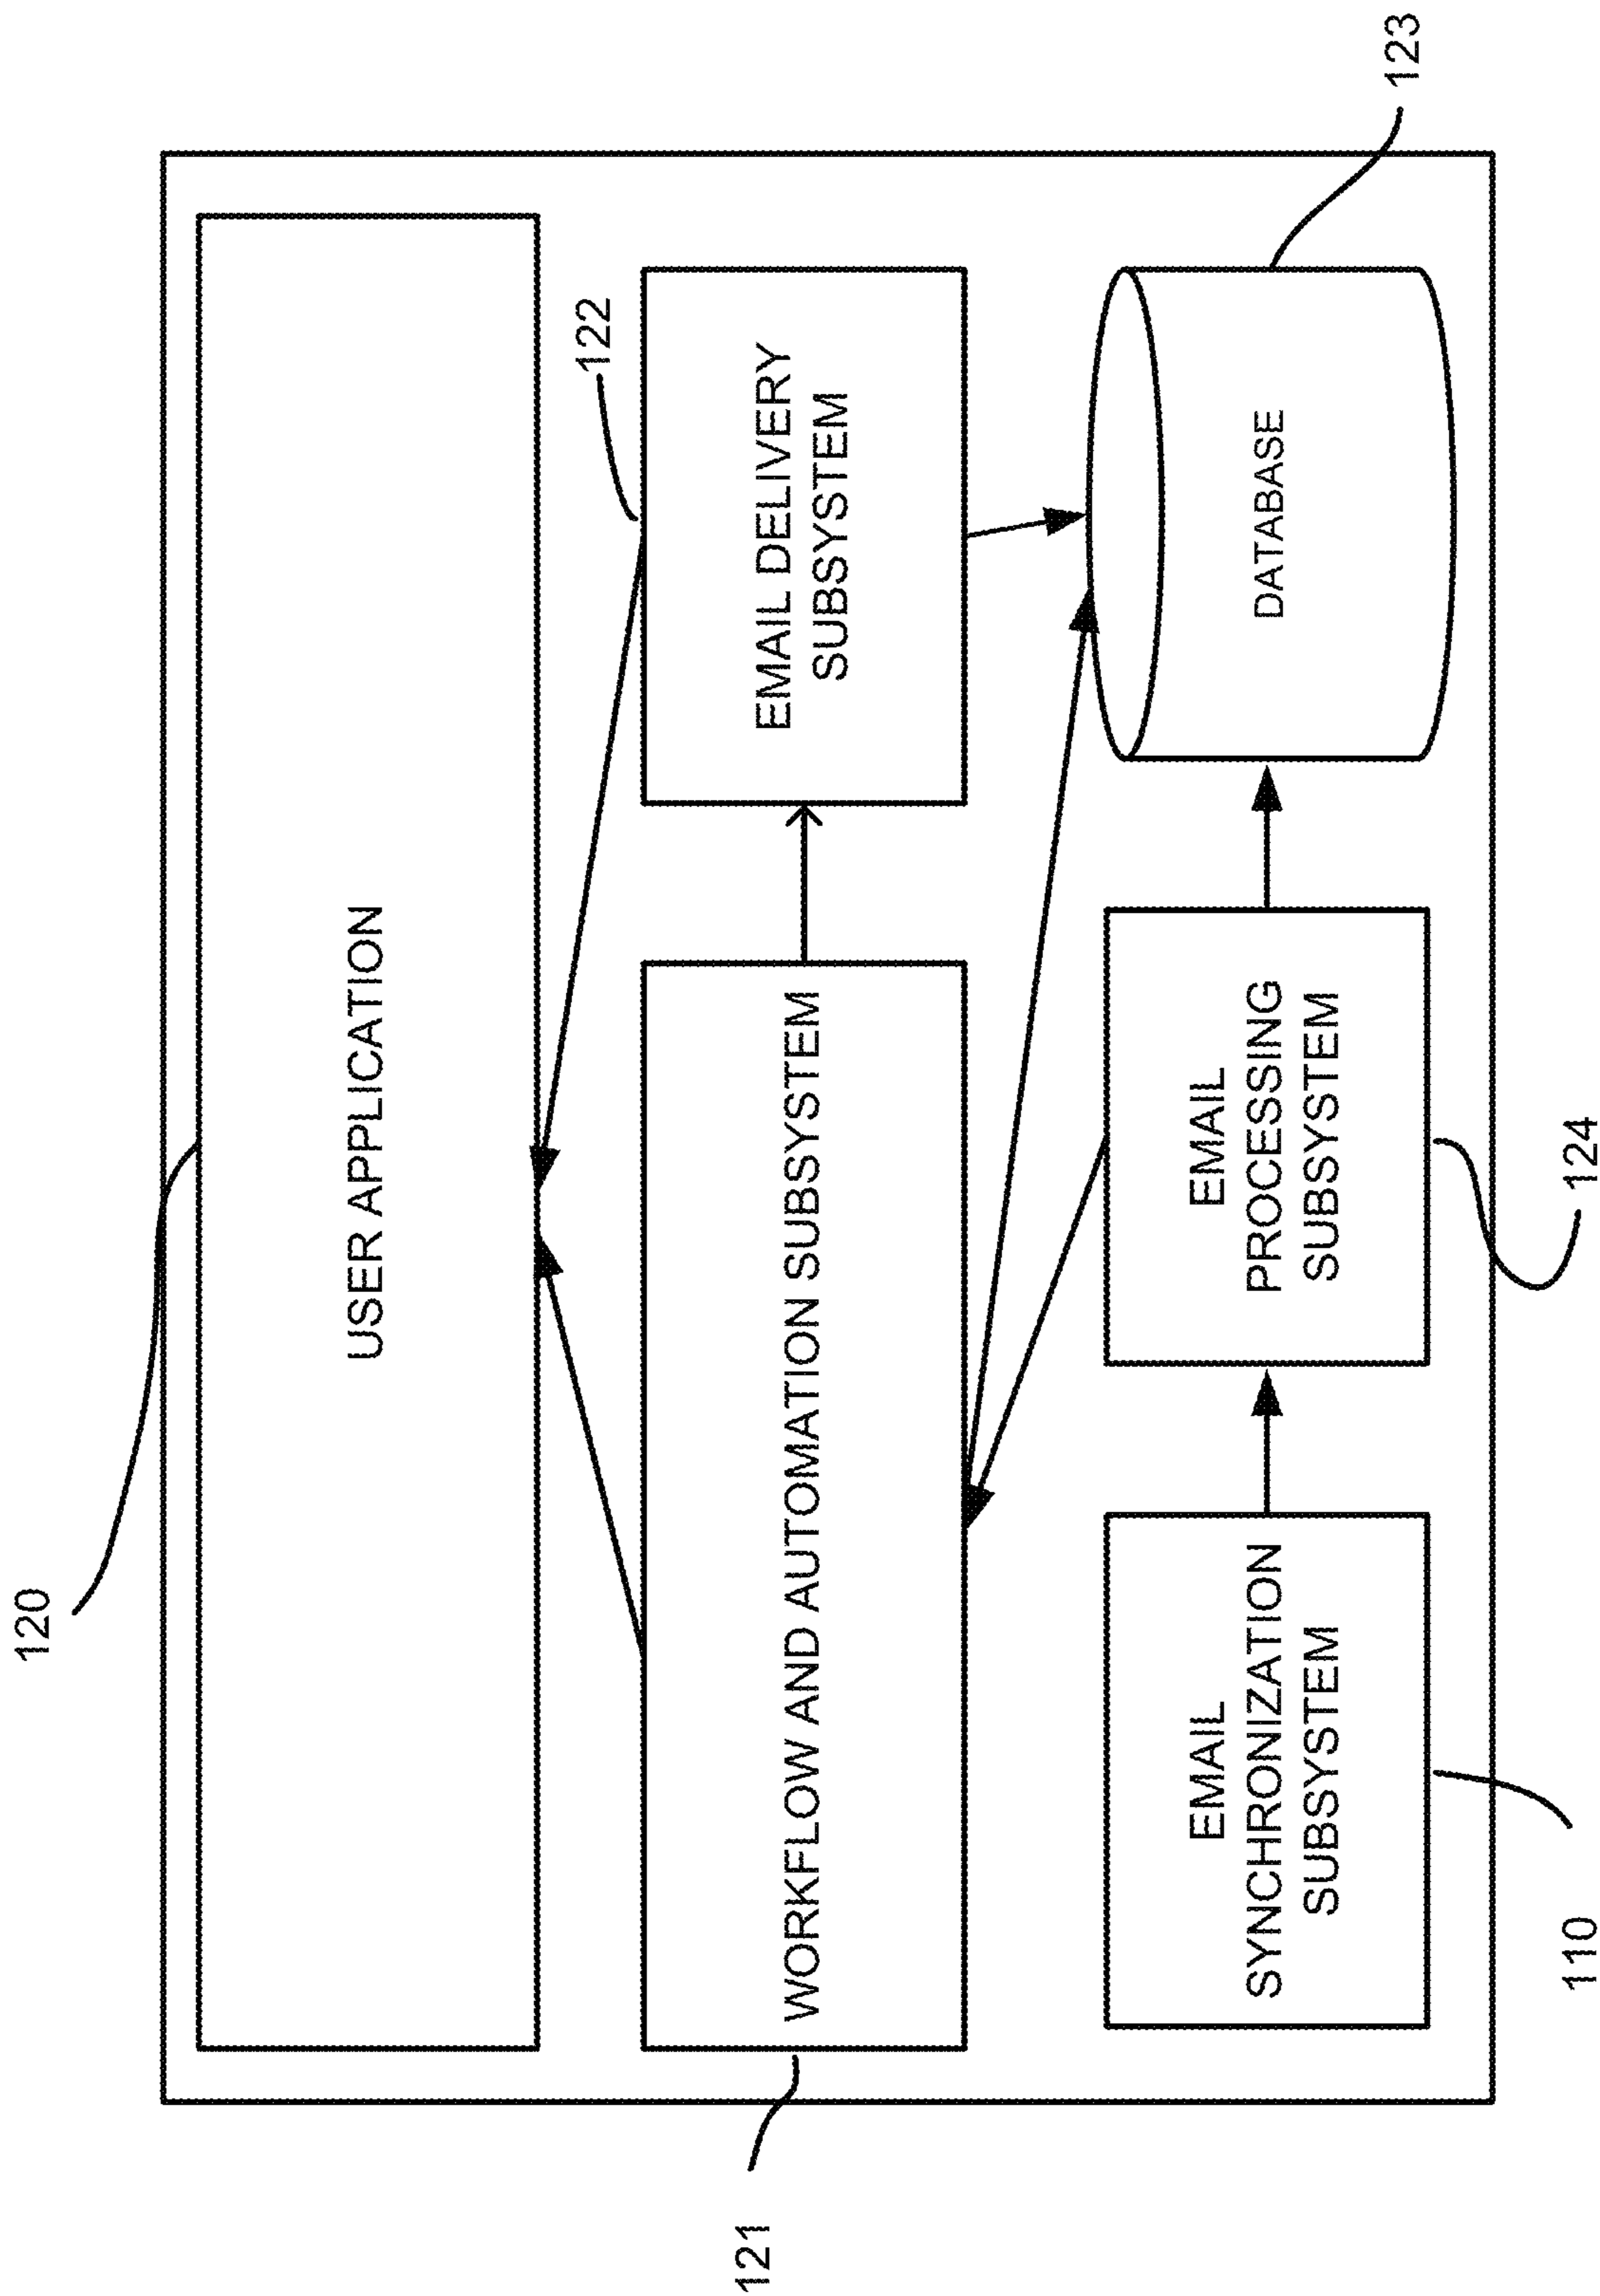 120
USER APPLICATION
122
WORKFLOW AND AUTOMATION SUBSYSTEM
EMAIL DELIVERY
SUBSYSTEM
121
EMAIL
SYNCHRONIZATION
SUBSYSTEM
EMAIL
PROCESSING
SUBSYSTEM
DATABASE
123
110
124